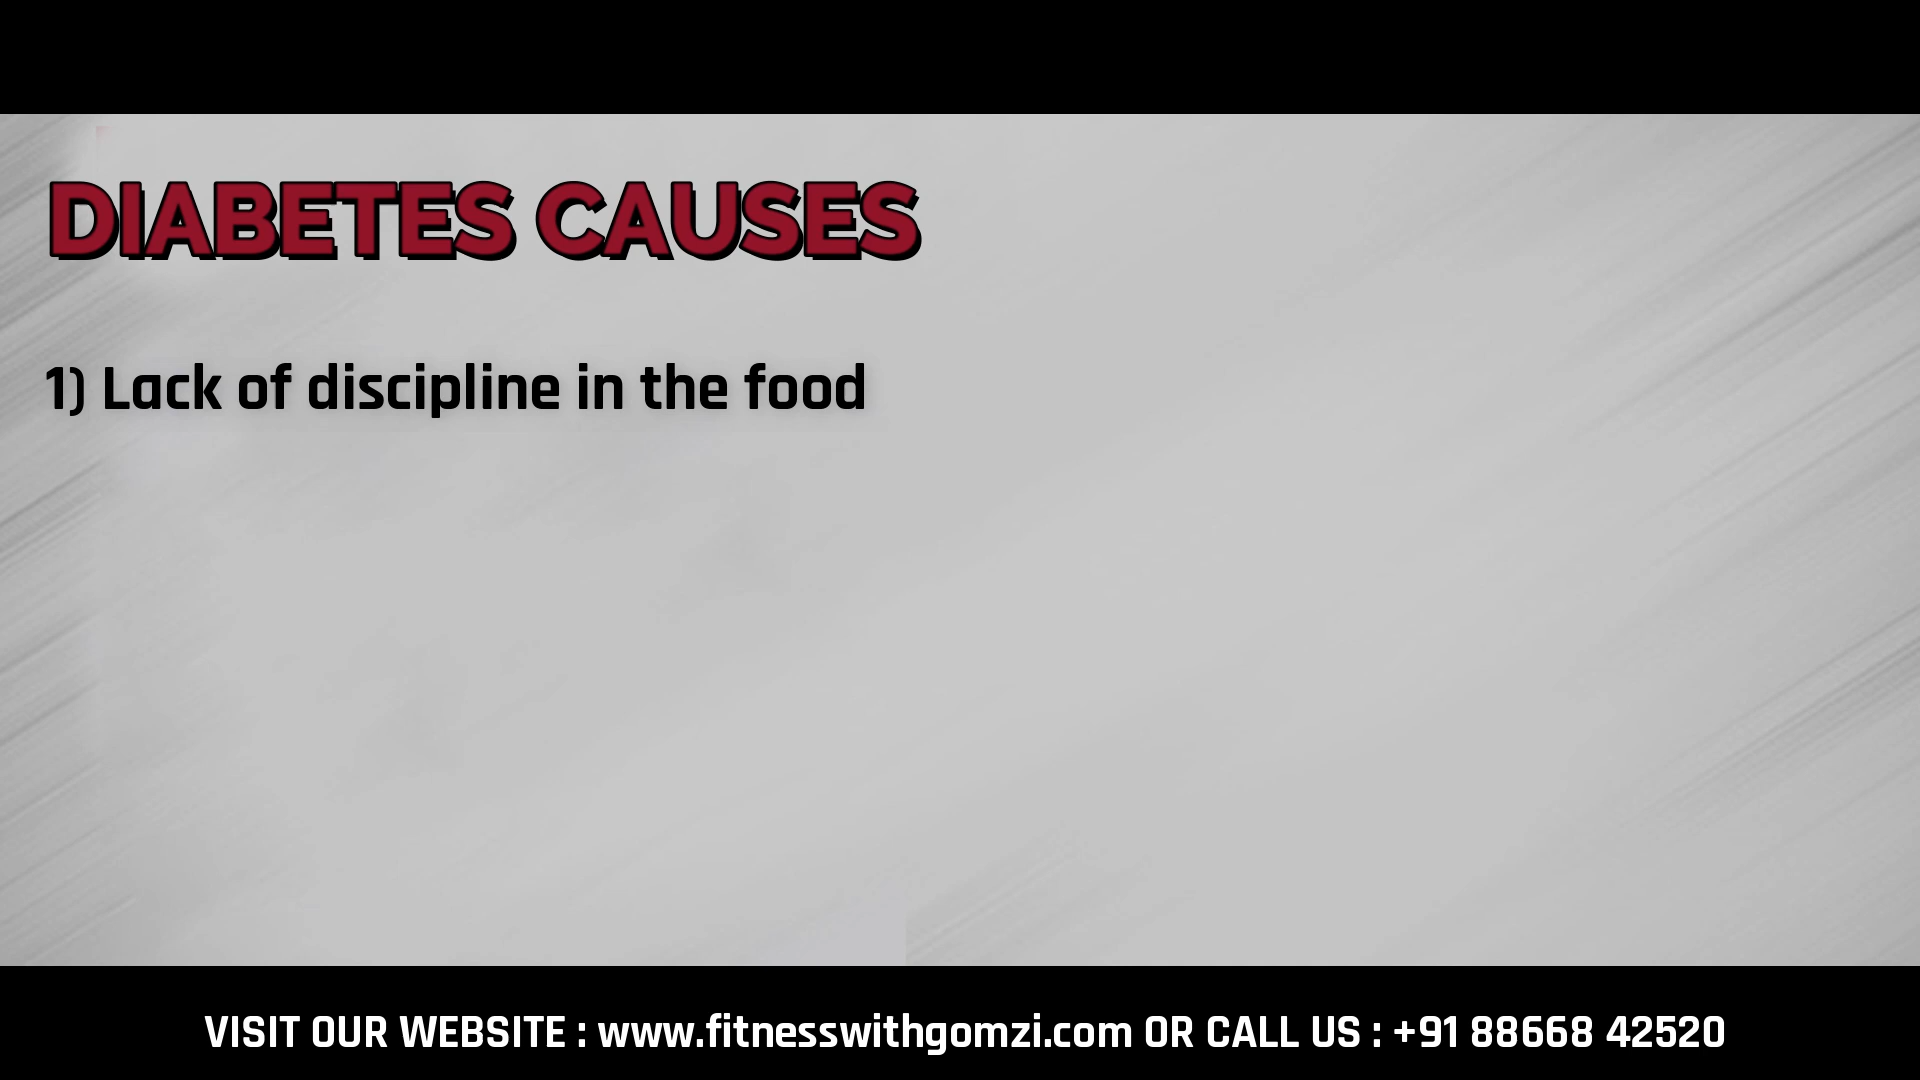 DIABETES CAUSES
1) Lack of discipline in the food
VISIT OUR WEBSITE : www.fitnesswithgomzi.com OR CALL US : +91 88668 42520